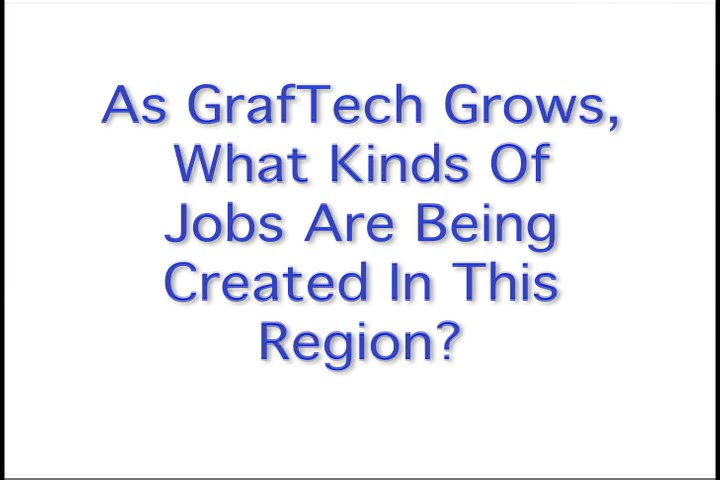 As GrafTech Grows,
What Kinds Of
Jobs Are Being
Created In This
Region?